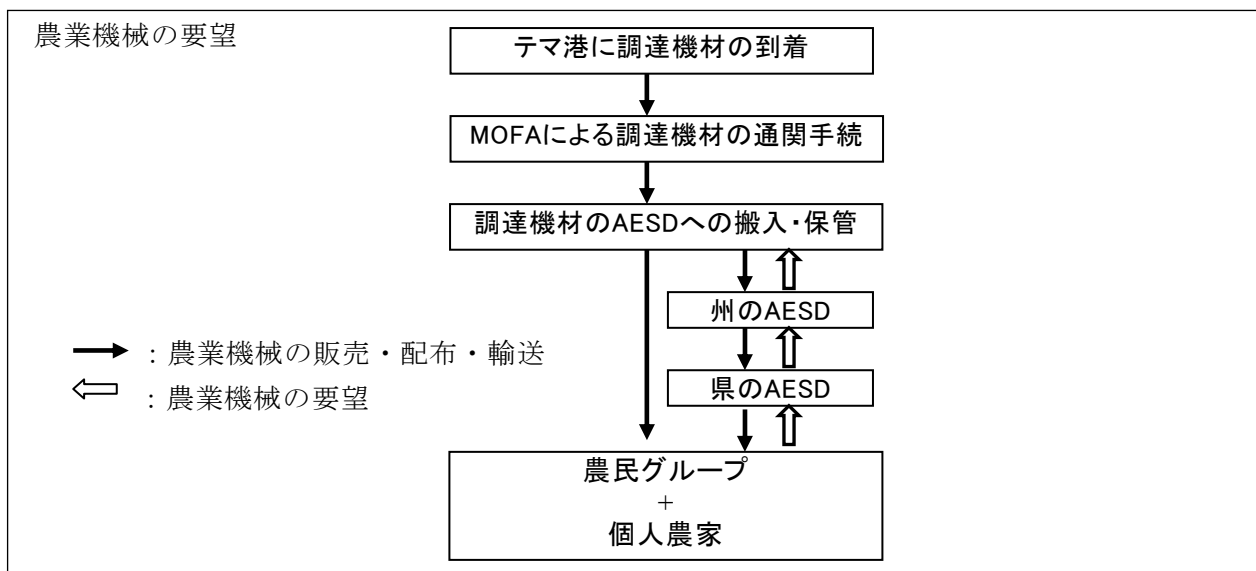 農業機械の要望
テマ港に調達機材の到着
MOFAによる調達機材の通関手続
調達機材のAESDへの搬入・保管
州のAESD
県のAESD
：農業機械の販売・配布・輸送
：農業機械の要望
農民グループ
+
個人農家